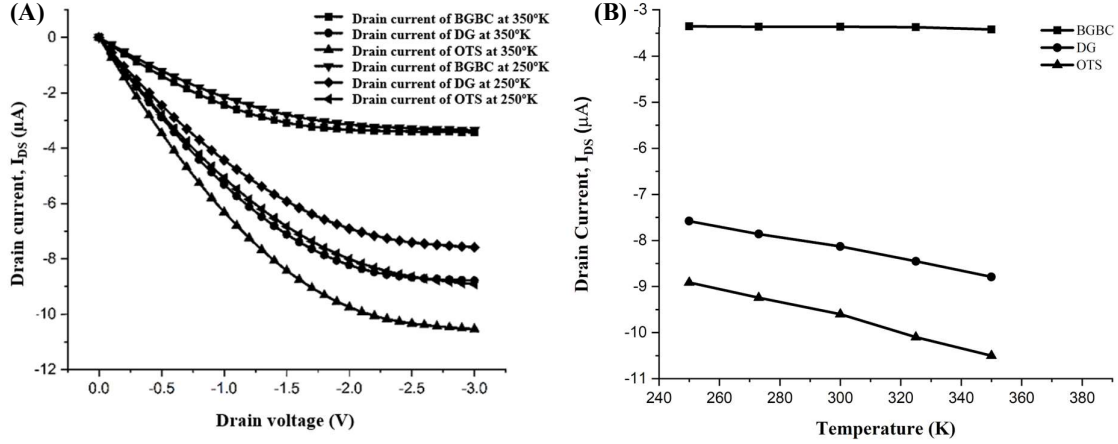 (A)
Drain current of BGBC at 350°K
Drain current of DG at 350°K
Drain current of OTS at 350°K
Drain current of BGBC at 250°K
Drain current of DG at 250°K
Drain current of OTS at 250°K
0
-2
-4
-6
-8
-10
-12
Drain current, IDS (μA)
0.0 -0.5 -1.0 -1.5 -2.0 -2.5 -3.0
Drain voltage (V)
(B)
BGBC
DG
OTS
-3
-4
-5
-6
-7
-8
-9
-10
-11
Drain Current, IDS (μA)
240 260 280 300 320 340 360 380
Temperature (K)